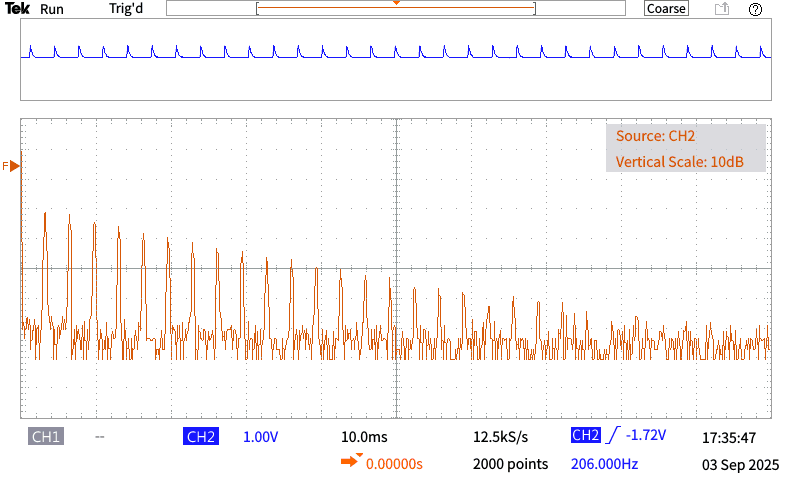 Tek Run Trig'd Coarse ?
Source: CH2
F
Vertical Scale: 10dB
CH1 -- CH2 1.00V 10.0ms 12.5kS/s CH2 -1.72V 17:35:47
0.00000s 2000 points 206.000Hz 03 Sep 2025